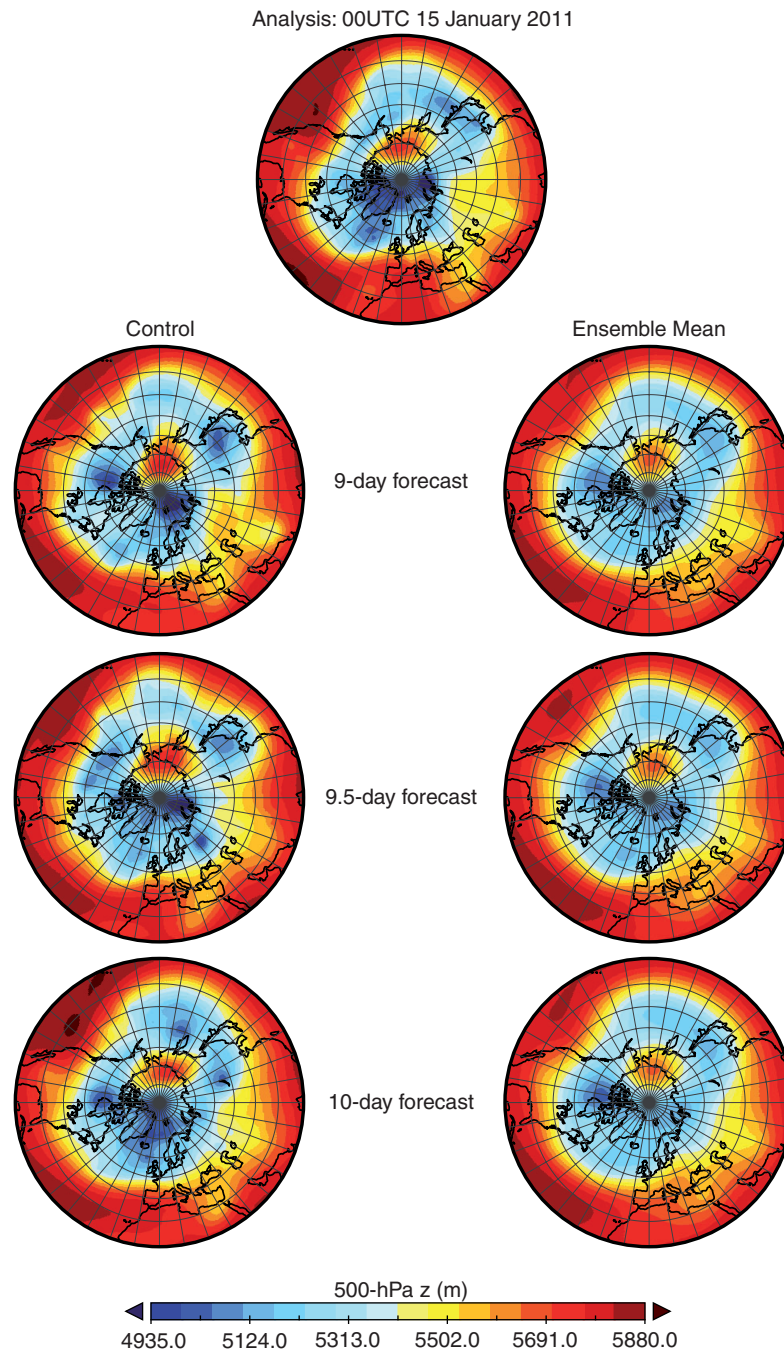 Analysis: 00UTC 15 January 2011
Control
Ensemble Mean
9-day forecast
9.5-day forecast
10-day forecast
500-hPa z (m)
4935.0 5124.0 5313.0 5502.0 5691.0 5880.0